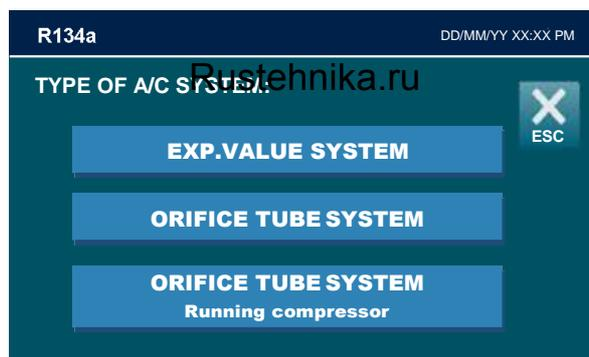 R134a DD/MM/YY XX:XX PM
Rustehnika.ru
TYPE OF A/C SYSTEM:
ESC
EXP.VALUE SYSTEM
ORIFICE TUBE SYSTEM
ORIFICE TUBE SYSTEM
Running compressor